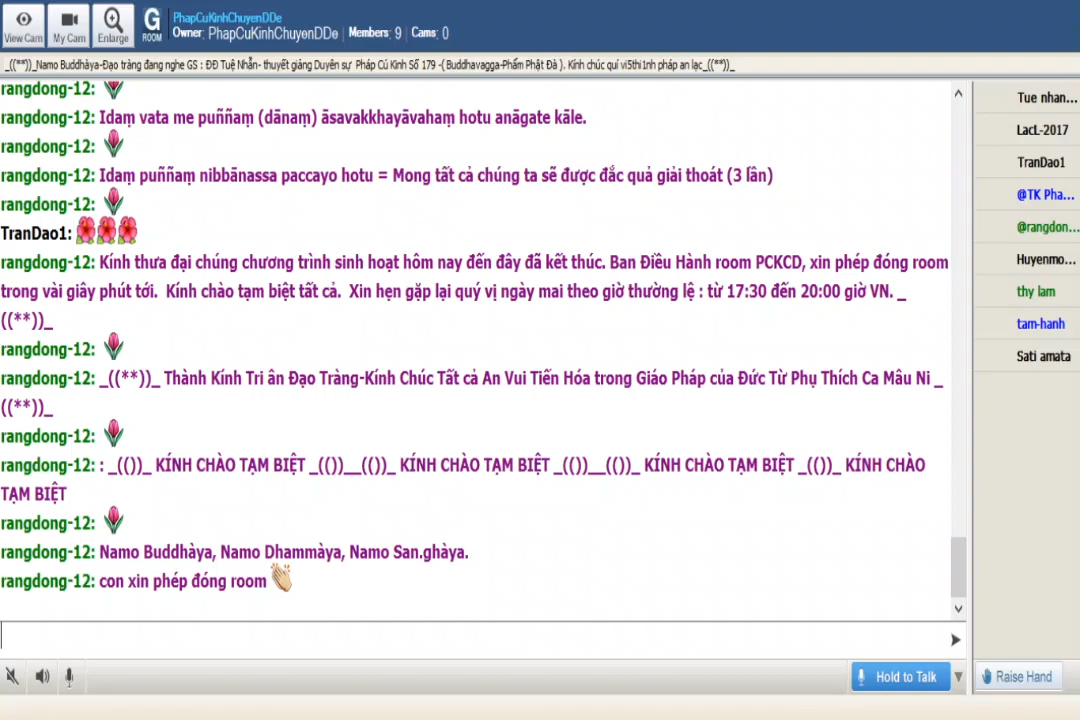 View Cam
My Cam
Enlarge
G
ROOM
PhapCuKinhChuyenDDe
Owner: PhapCuKinhChuyenDDe | Members: 9 | Cams: 0
_((**))_Namo Buddhàya-Đạo tràng đang nghe GS : ĐĐ Tuệ Nhẫn- thuyết giảng Duyên sự Pháp Cú Kinh Số 179 -( Buddhavagga-Phẩm Phật Đà ). Kính chúc quí vi5thi1nh pháp an lạc_((**))_
rangdong-12:
rangdong-12: Idaṃ vata me puññaṃ (dānaṃ) āsavakkhayāvahaṃ hotu anāgate kāle.
rangdong-12:
rangdong-12: Idaṃ puññaṃ nibbānassa paccayo hotu = Mong tất cả chúng ta sẽ được đắc quả giải thoát (3 lần)
rangdong-12:
TranDao1:
rangdong-12: Kính thưa đại chúng chương trình sinh hoạt hôm nay đến đây đã kết thúc. Ban Điều Hành room PCKCD, xin phép đóng room
trong vài giây phút tới. Kính chào tạm biệt tất cả. Xin hẹn gặp lại quý vị ngày mai theo giờ thường lệ : từ 17:30 đến 20:00 giờ VN. _
((**))_
rangdong-12:
rangdong-12: _((**))_ Thành Kính Tri ân Đạo Tràng-Kính Chúc Tất cả An Vui Tiến Hóa trong Giáo Pháp của Đức Từ Phụ Thích Ca Mâu Ni _
((**))_
rangdong-12:
rangdong-12: : _(())_ KÍNH CHÀO TẠM BIỆT _(())__(())_ KÍNH CHÀO TẠM BIỆT _(())__(())_ KÍNH CHÀO TẠM BIỆT _(())_ KÍNH CHÀO
TẠM BIỆT
rangdong-12:
rangdong-12: Namo Buddhàya, Namo Dhammàya, Namo San.ghàya.
rangdong-12: con xin phép đóng room
Tue nhan...
LacL-2017
TranDao1
@TK Pha...
@rangdon...
Huyenmo...
thy lam
tam-hanh
Sati amata
Hold to Talk
Raise Hand